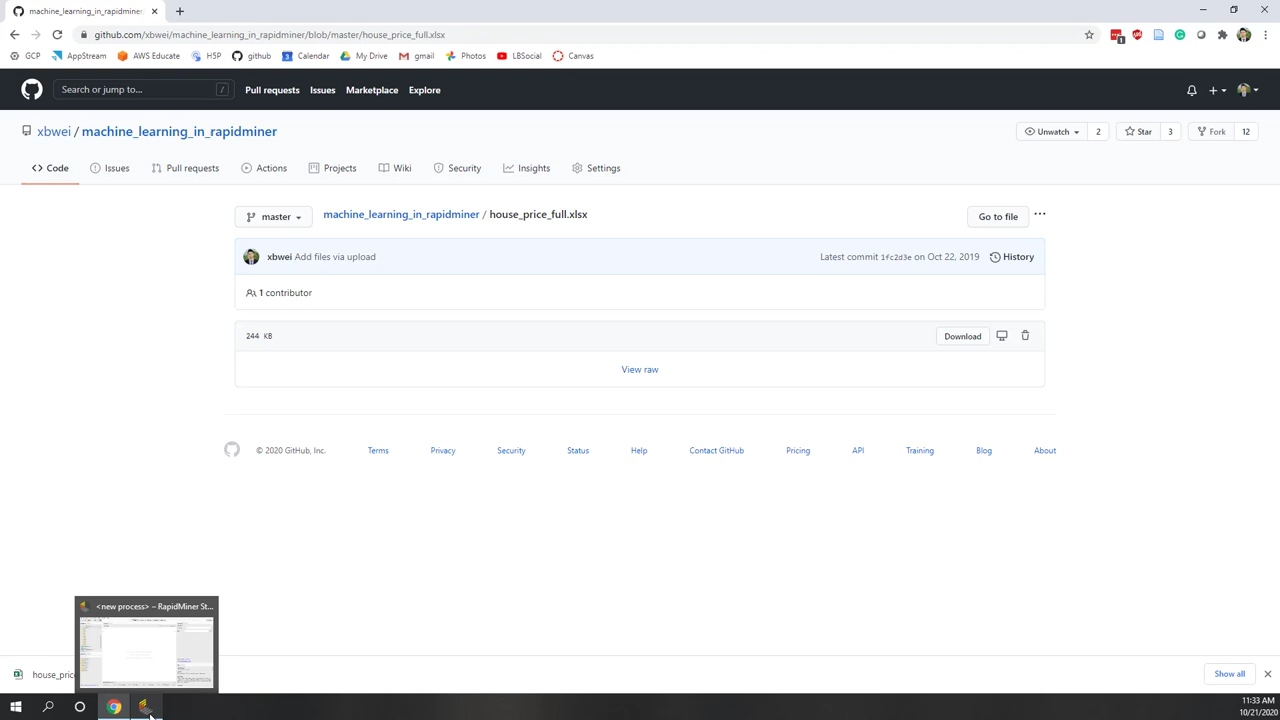 machine_learning_in_rapidminer
github.com/xbwei/machine_learning_in_rapidminer/blob/master/house_price_full.xlsx
1
GCP AppStream AWS Educate H5P github Calendar My Drive gmail Photos LBSocial Canvas
Search or jump to... / Pull requests Issues Marketplace Explore
xbwei / machine_learning_in_rapidminer Unwatch 2 Star 3 Fork 12
Code Issues Pull requests Actions Projects Wiki Security Insights Settings
master machine_learning_in_rapidminer / house_price_full.xlsx Go to file
xbwei Add files via upload Latest commit 1fc2d3e on Oct 22, 2019 History
1 contributor
244 KB Download
View raw
© 2020 GitHub, Inc. Terms Privacy Security Status Help Contact GitHub Pricing API Training Blog About
<new process> – RapidMiner St...
house_pric Show all
11:33 AM
10/21/2020